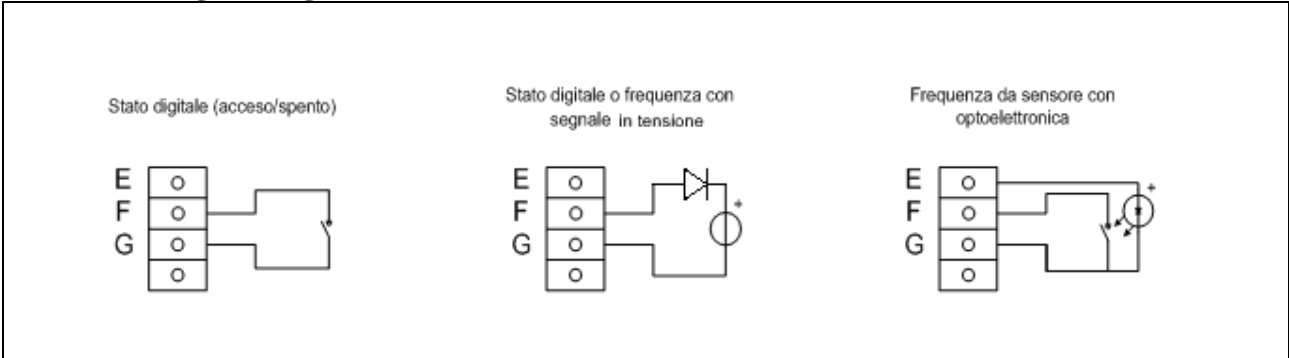 Stato digitale (acceso/spento)
E
F
G
Stato digitale o frequenza con
segnale in tensione
E
F
G
+
Frequenza da sensore con
optoelettronica
E
F
G
+